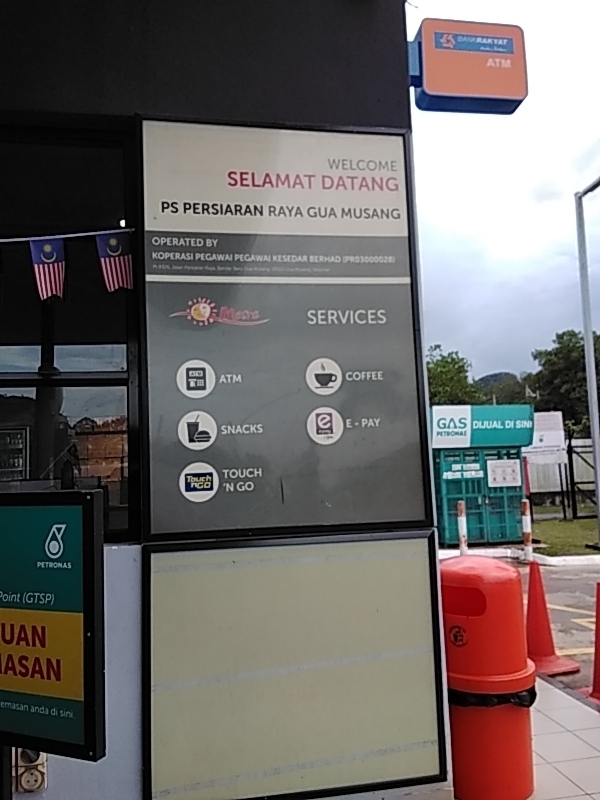 BANK RAKYAT
ATM
WELCOME
SELAMAT DATANG
PS PERSIARAN RAYA GUA MUSANG
OPERATED BY
KOPERASI PEGAWAI PEGAWAI KESEDAR BERHAD (PR03000028)
Mesra
SERVICES
ATM
COFFEE
SNACKS
E - PAY
Touch
'nGO
TOUCH
'N GO
GAS
PETRONAS
DIJUAL DI SINI
PETRONAS
Point (GTSP)
UAN
MASAN
emasan anda di sini.